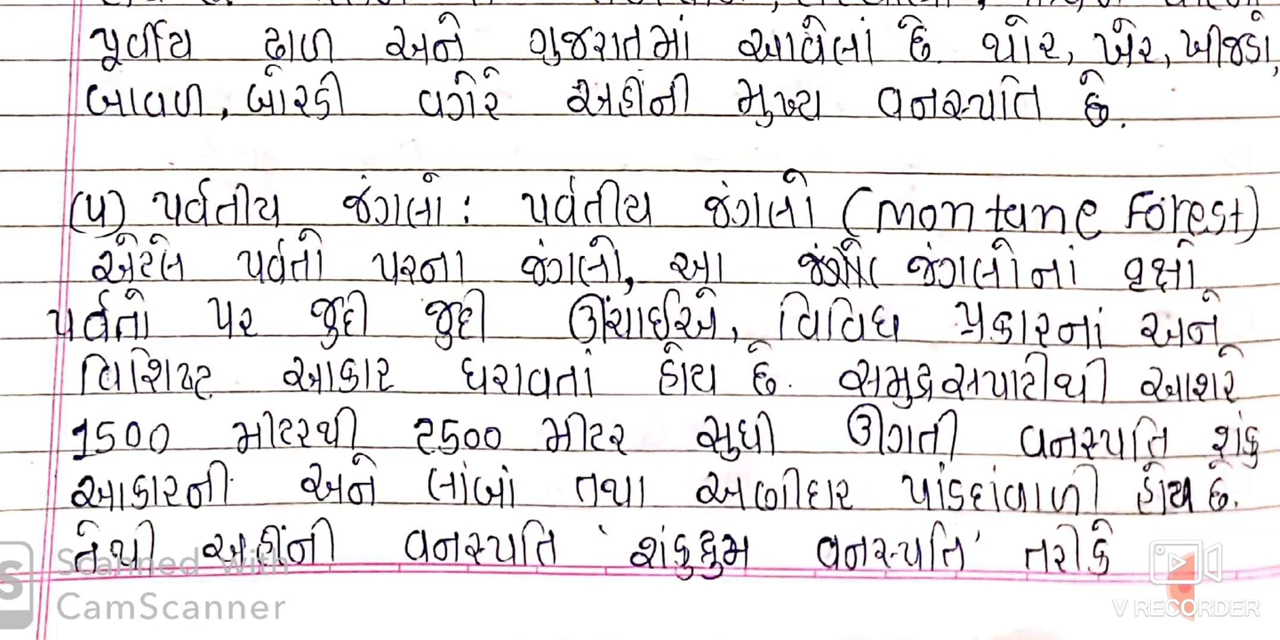 પૂર્વીય ઢાળ અને ગુજરાતમાં આવેલાં છે. થોર, ખેર, ખીજડો,
બાવળ, બોરડી વગેરે અહીંની મુખ્ય વનસ્પતિ છે.
(૫) પર્વતીય જંગલો : પર્વતીય જંગલો (Montane Forest)
એટલે પર્વતો પરના જંગલો, આ જંગલોનાં વૃક્ષો
પર્વતો પર જુદી જુદી ઊંચાઈએ, વિવિધ પ્રકારનાં અને
વિશિષ્ટ આકાર ધરાવતાં હોય છે. સમુદ્રસપાટીથી આશરે
1500 મીટરથી 2500 મીટર સુધી ઊગતી વનસ્પતિ શંકુ
આકારની અને લાંબાં તથા અણીદાર પાંદડાંવાળી હોય છે.
તેથી અહીંની વનસ્પતિ 'શંકુદ્રુમ વનસ્પતિ' તરીકે
Scanned with
CamScanner
V RECORDER